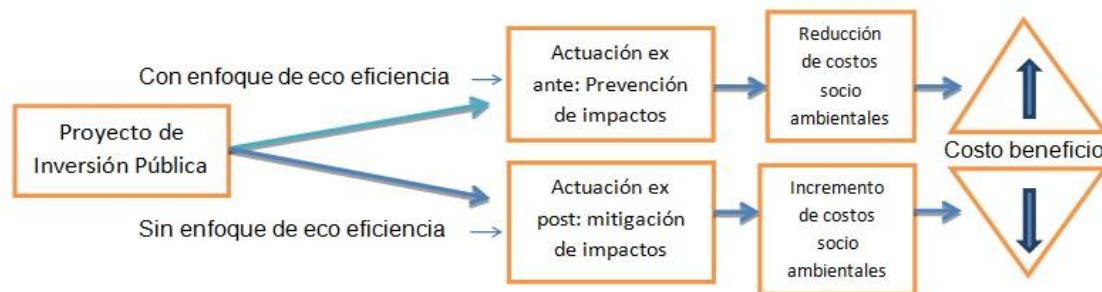 Con enfoque de eco eficiencia
Actuación ex
ante: Prevención
de impactos
Reducción
de costos
socio
ambientales
Proyecto de
Inversión Pública
Costo beneficio
Sin enfoque de eco eficiencia
Actuación ex
post: mitigación
de impactos
Incremento
de costos
socio
ambientales